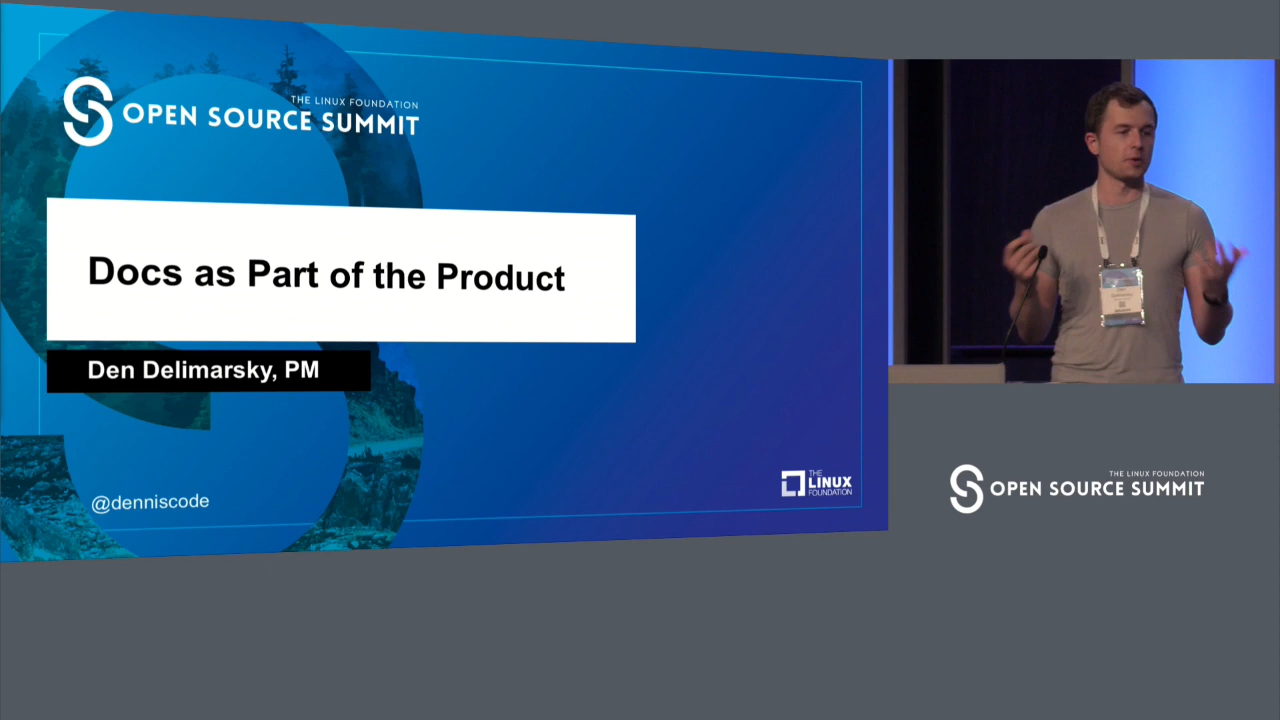 THE LINUX FOUNDATION
OPEN SOURCE SUMMIT
Docs as Part of the Product
Den Delimarsky, PM
@denniscode
THE
LINUX
FOUNDATION
THE LINUX FOUNDATION
OPEN SOURCE SUMMIT